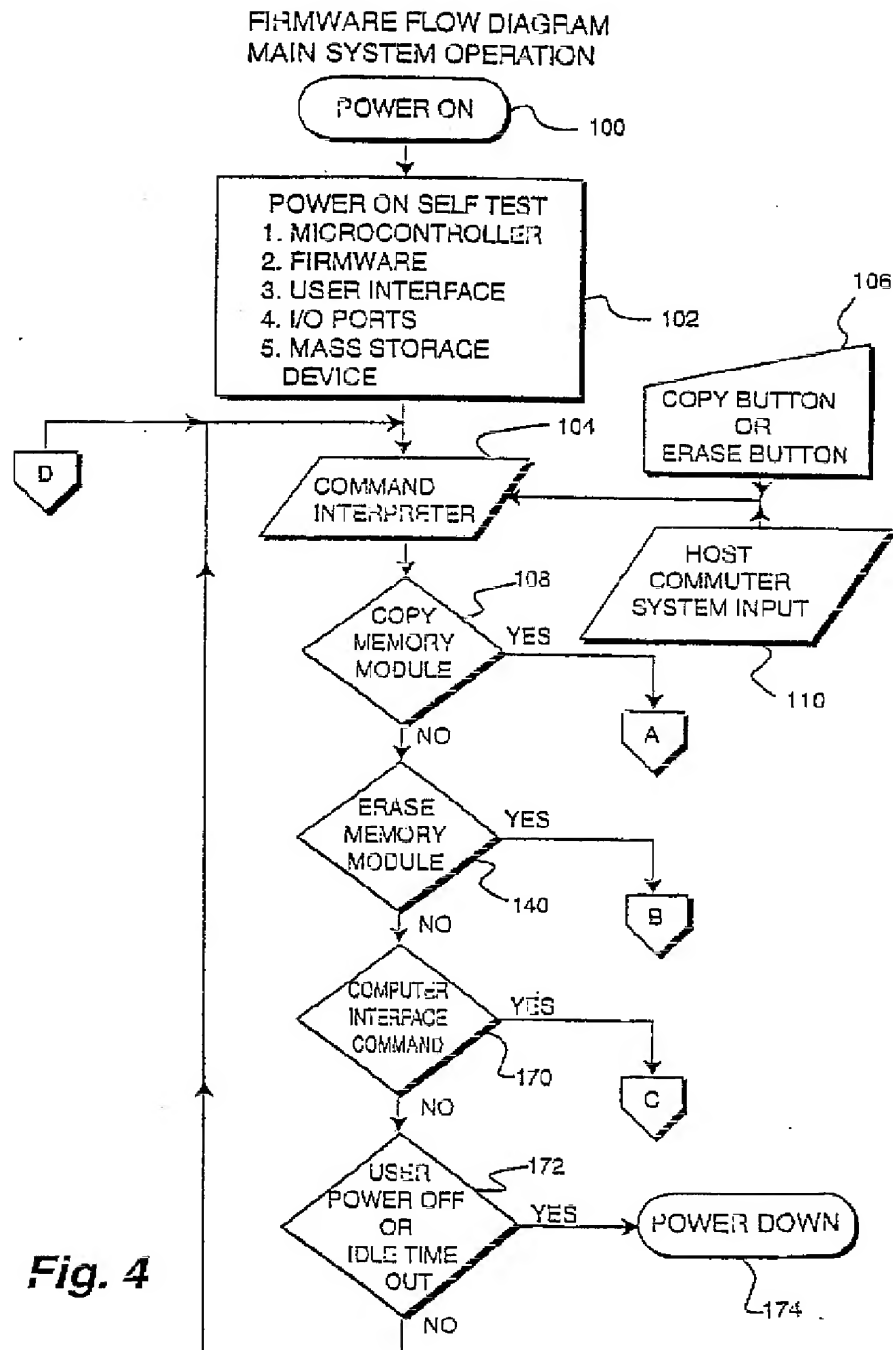 FIRMWARE FLOW DIAGRAM
MAIN SYSTEM OPERATION
POWER ON
100
POWER ON SELF TEST
1. MICROCONTROLLER
2. FIRMWARE
3. USER INTERFACE
4. I/O PORTS
5. MASS STORAGE
DEVICE
102
106
COPY BUTTON
OR
ERASE BUTTON
D
104
COMMAND
INTERPRETER
HOST
COMMUTER
SYSTEM INPUT
110
108
COPY
MEMORY
MODULE
YES
A
NO
ERASE
MEMORY
MODULE
YES
140
B
NO
COMPUTER
INTERFACE
COMMAND
YES
170
C
NO
172
USER
POWER OFF
OR
IDLE TIME
OUT
YES
POWER DOWN
174
NO
Fig. 4